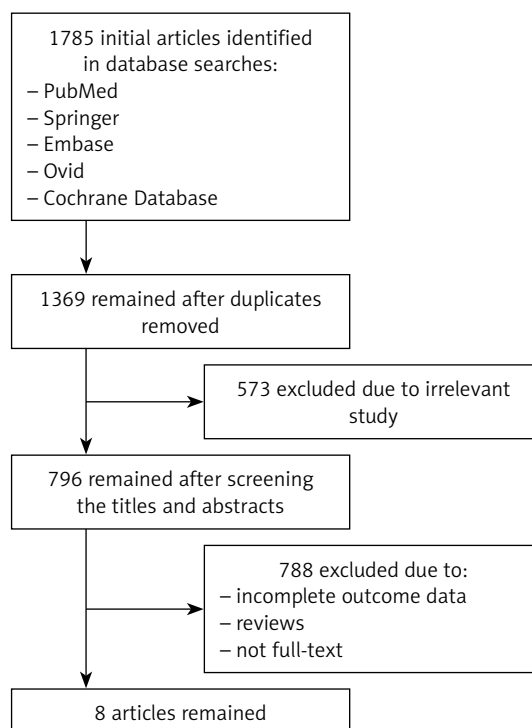 1785 initial articles identified
in database searches:
– PubMed
– Springer
– Embase
– Ovid
– Cochrane Database
1369 remained after duplicates
removed
573 excluded due to irrelevant
study
796 remained after screening
the titles and abstracts
788 excluded due to:
– incomplete outcome data
– reviews
– not full-text
8 articles remained